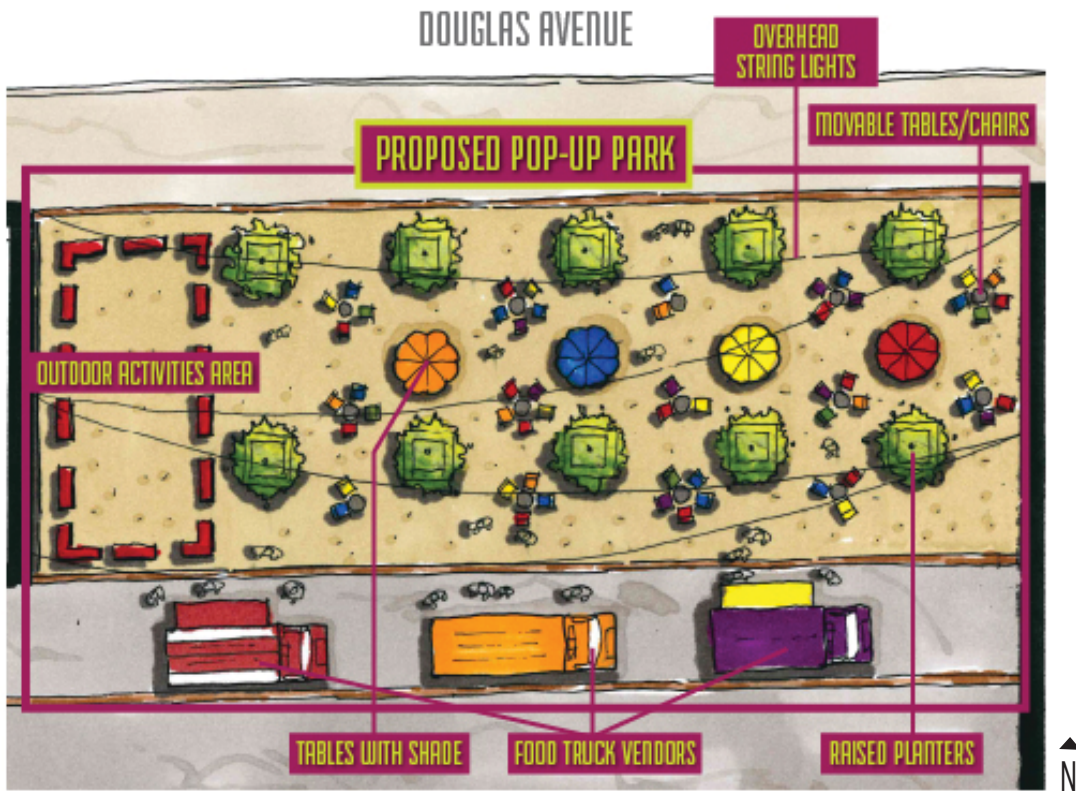 DOUGLAS AVENUE
OVERHEAD
STRING LIGHTS
MOVABLE TABLES/CHAIRS
PROPOSED POP-UP PARK
OUTDOOR ACTIVITIES AREA
TABLES WITH SHADE
FOOD TRUCK VENDORS
RAISED PLANTERS
N